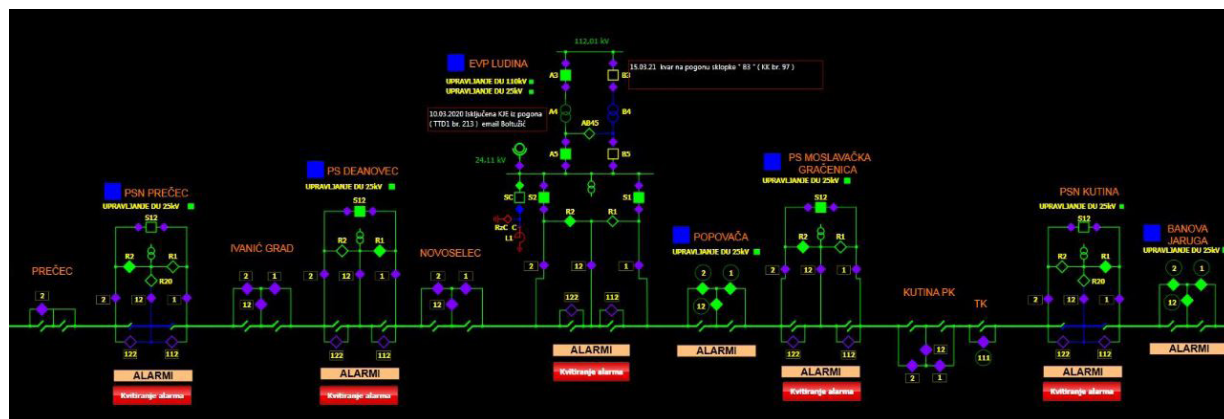 112,01 kV
EVP LUDINA
UPRAVLJANJE DU 110kV
UPRAVLJANJE DU 25kV
A3
B3
15.03.21 kvar na pogonu sklopke " B3 " ( KK br. 97 )
10.03.2020 Isključena KJE iz pogona
( TTD1 br. 213 ) email Boltužić
A4
B4
AB45
A5
B5
24,11 kV
SC
S2
S1
RzC
C
L1
R2
R1
2
12
1
122
112
ALARMI
Kvitiranje alarma
PREČEC
2
PSN PREČEC
UPRAVLJANJE DU 25kV
S12
R2
R1
R20
2
12
1
122
112
ALARMI
Kvitiranje alarma
IVANIĆ GRAD
2
1
12
PS DEANOVEC
UPRAVLJANJE DU 25kV
S12
R2
R1
2
12
1
122
112
ALARMI
Kvitiranje alarma
NOVOSELEC
2
1
12
POPOVAČA
UPRAVLJANJE DU 25kV
2
1
12
ALARMI
PS MOSLAVAČKA
GRAČENICA
UPRAVLJANJE DU 25kV
S12
R2
R1
2
12
1
122
112
ALARMI
Kvitiranje alarma
KUTINA PK
12
2
1
TK
111
PSN KUTINA
UPRAVLJANJE DU 25kV
S12
R2
R1
R20
2
12
1
122
112
ALARMI
Kvitiranje alarma
BANOVA
JARUGA
UPRAVLJANJE DU 25kV
2
1
12
ALARMI